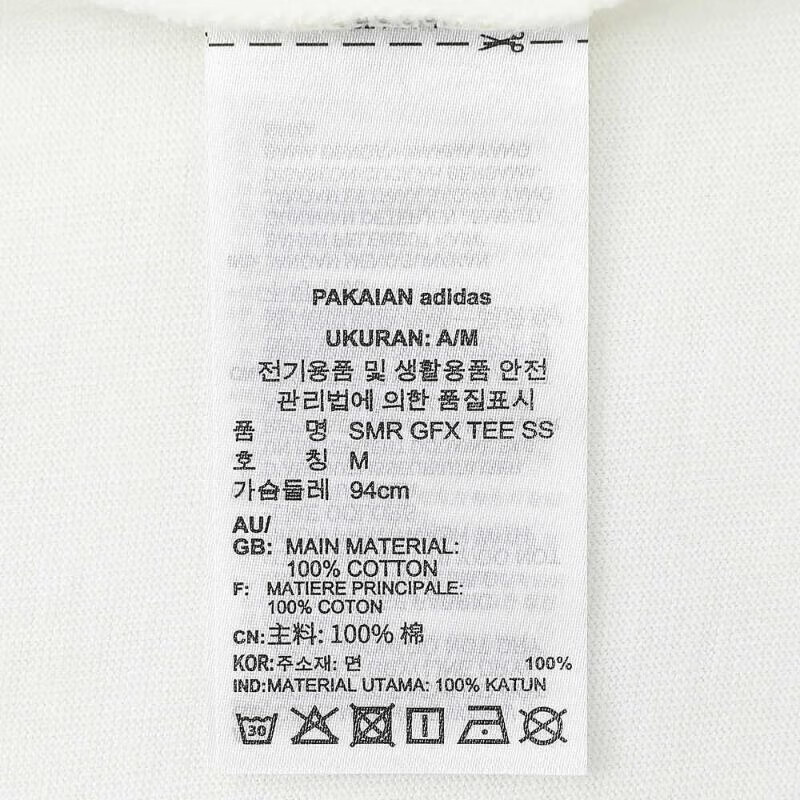 PAKAIAN adidas
UKURAN: A/M
전기용품 및 생활용품 안전
관리법에 의한 품질표시
품 명 SMR GFX TEE SS
호 칭 M
가슴둘레 94cm
AU/
GB: MAIN MATERIAL:
100% COTTON
F: MATIERE PRINCIPALE:
100% COTON
CN:主料: 100% 棉
KOR:주소재: 면 100%
IND:MATERIAL UTAMA: 100% KATUN
30